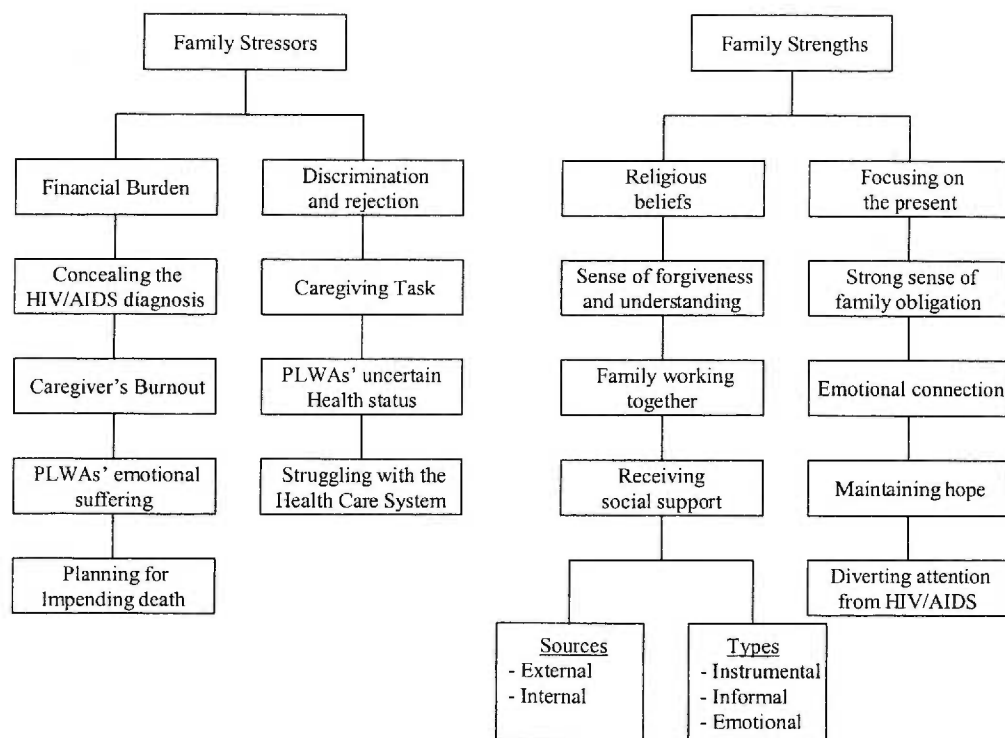 Family Stressors
Financial Burden
Concealing the
HIV/AIDS diagnosis
Caregiver's Burnout
PLWAs' emotional
suffering
Planning for
Impending death
Discrimination
and rejection
Caregiving Task
PLWAs' uncertain
Health status
Struggling with the
Health Care System
Family Strengths
Religious
beliefs
Sense of forgiveness
and understanding
Family working
together
Receiving
social support
Sources
- External
- Internal
Types
- Instrumental
- Informal
- Emotional
Focusing on
the present
Strong sense of
family obligation
Emotional connection
Maintaining hope
Diverting attention
from HIV/AIDS